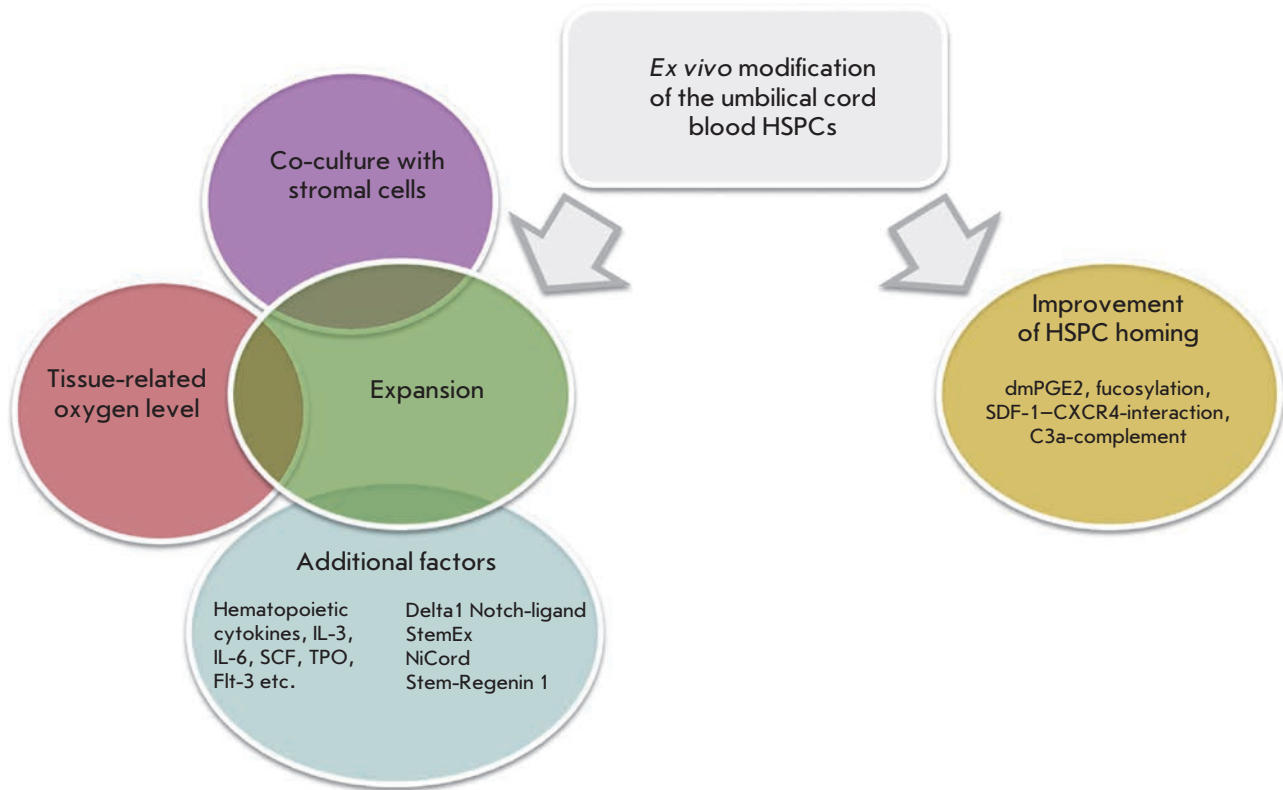 Ex vivo modification
of the umbilical cord
blood HSPCs
Co-culture with
stromal cells
Tissue-related
oxygen level
Expansion
Improvement
of HSPC homing
dmPGE2, fucosylation,
SDF-1–CXCR4-interaction,
C3a-complement
Additional factors
Hematopoietic
cytokines, IL-3,
IL-6, SCF, TPO,
Flt-3 etc.
Delta1 Notch-ligand
StemEx
NiCord
Stem-Regenin 1